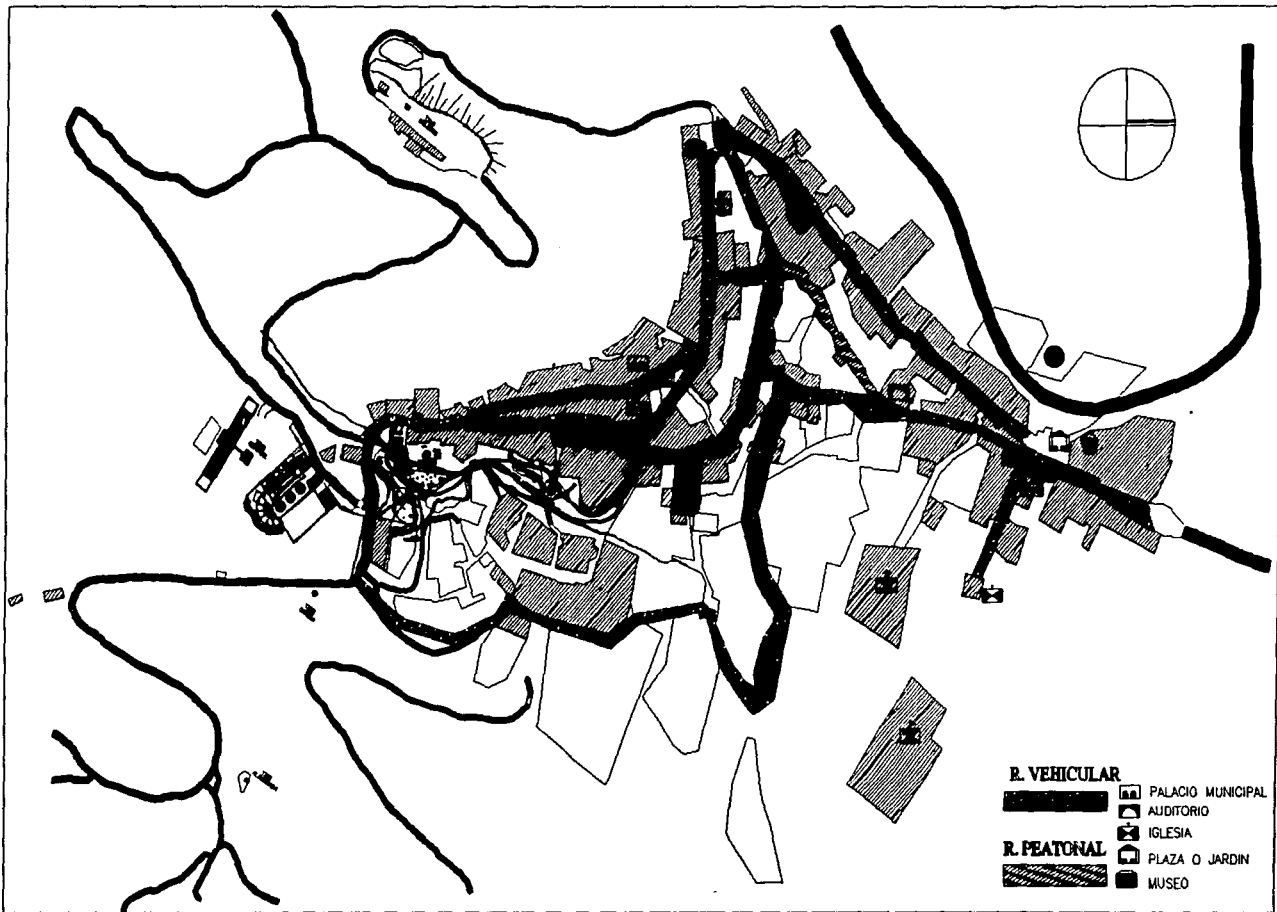 R. VEHICULAR
PALACIO MUNICIPAL
AUDITORIO
IGLESIA
R. PEATONAL
PLAZA O JARDIN
MUSEO